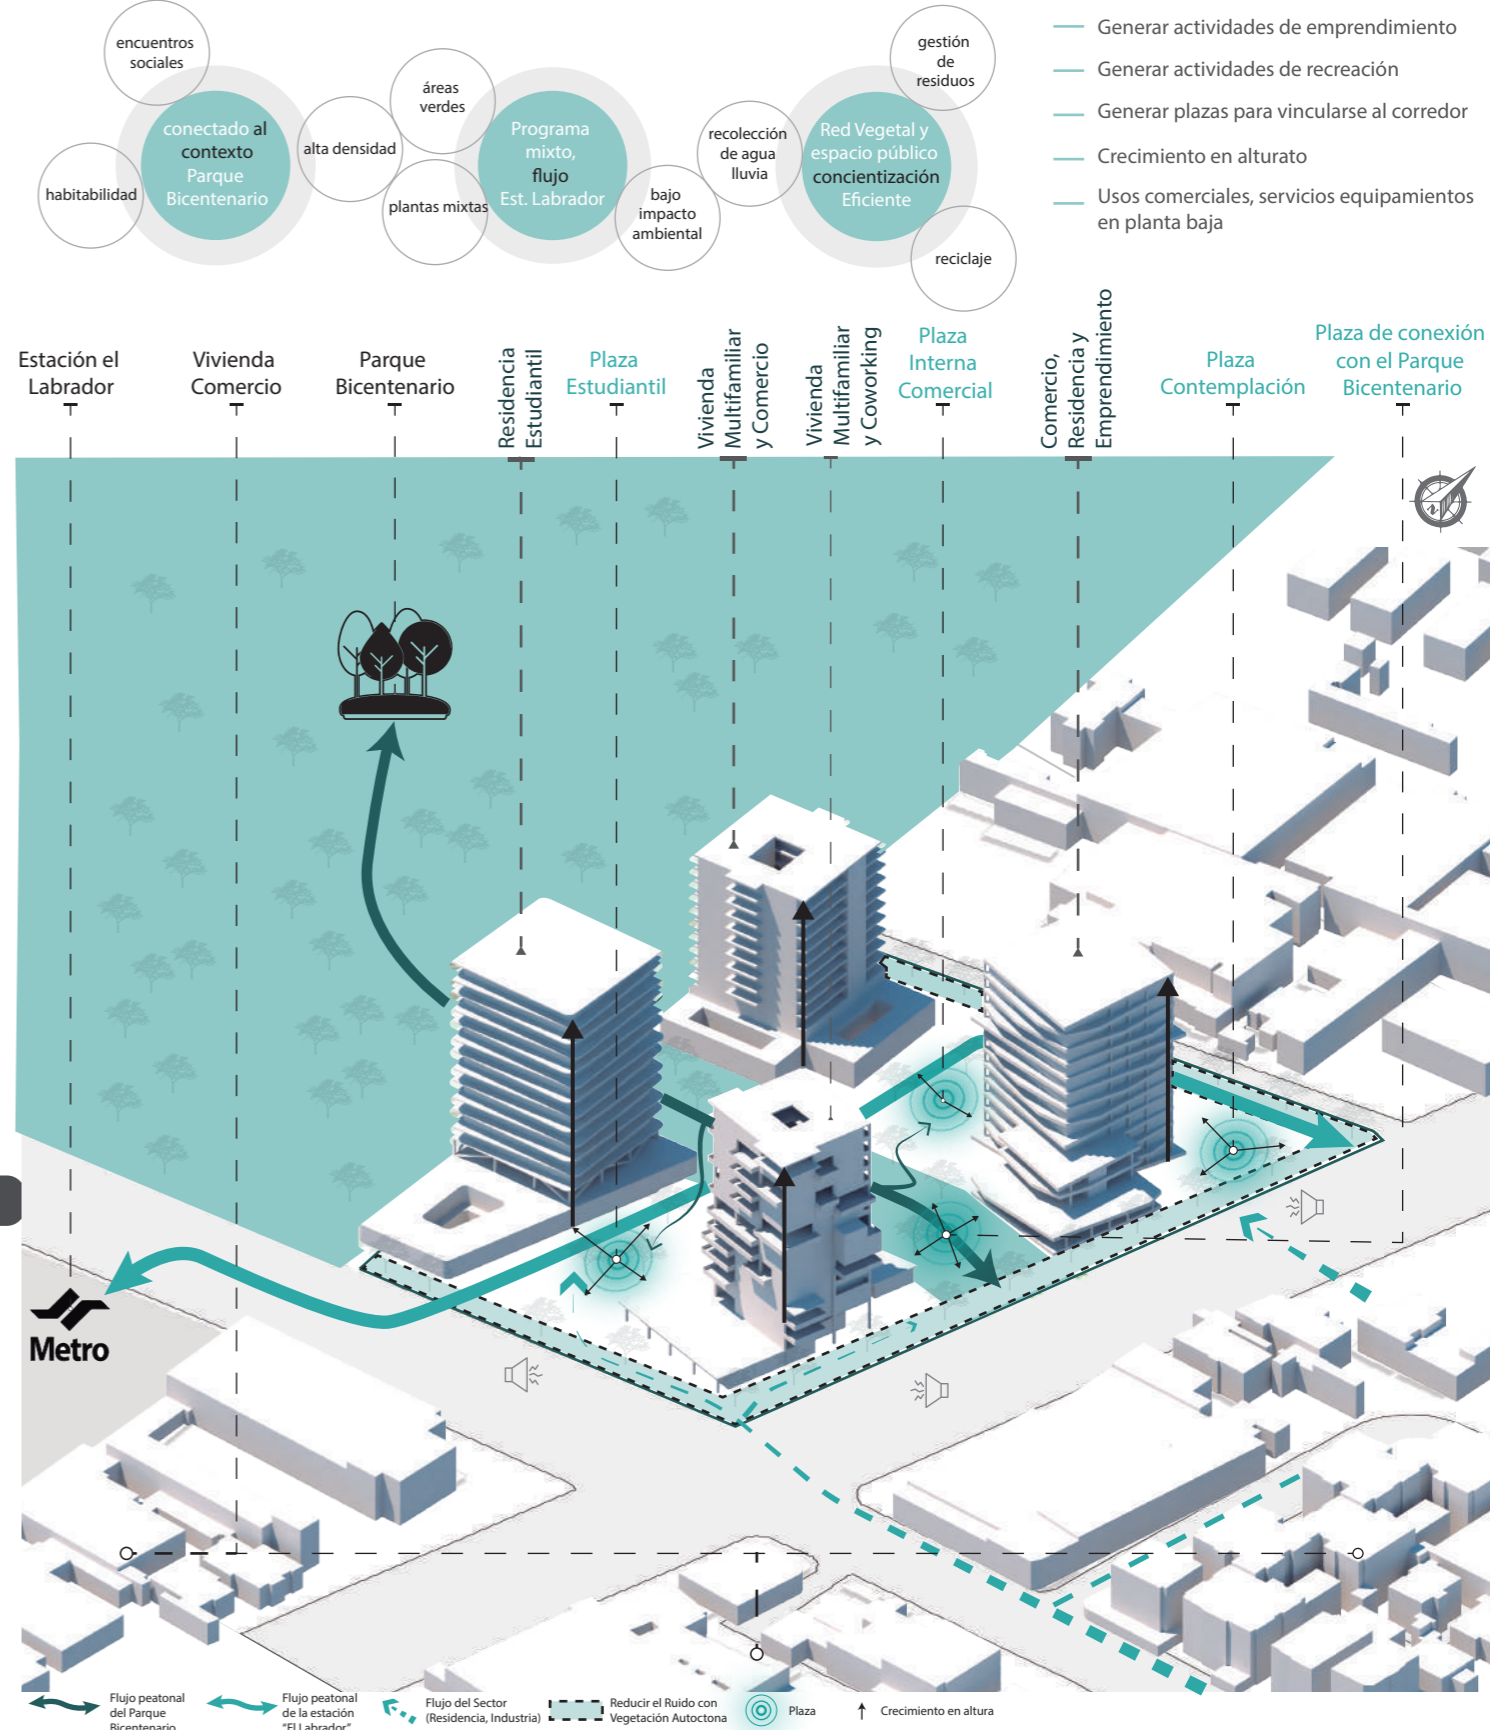 encuentros
sociales
habitabilidad
conectado al
contexto
Parque
Bicentenario
alta densidad
áreas
verdes
plantas mixtas
Programa
mixto,
flujo
Est. Labrador
bajo
impacto
ambiental
recolección
de agua
lluvia
Red Vegetal y
espacio público
concientización
Eficiente
gestión
de
residuos
reciclaje
Generar actividades de emprendimiento
Generar actividades de recreación
Generar plazas para vincularse al corredor
Crecimiento en alturato
Usos comerciales, servicios equipamientos
en planta baja
Estación el
Labrador
Vivienda
Comercio
Parque
Bicentenario
Residencia
Estudiantil
Plaza
Estudiantil
Vivienda
Multifamiliar
y Comercio
Vivienda
Multifamiliar
y Coworking
Plaza
Interna
Comercial
Comercio,
Residencia y
Emprendimiento
Plaza
Contemplación
Plaza de conexión
con el Parque
Bicentenario
N
Metro
Flujo peatonal
del Parque
Bicentenario
Flujo peatonal
de la estación
"El Labrador"
Flujo del Sector
(Residencia, Industria)
Reducir el Ruido con
Vegetación Autoctona
Plaza
Crecimiento en altura